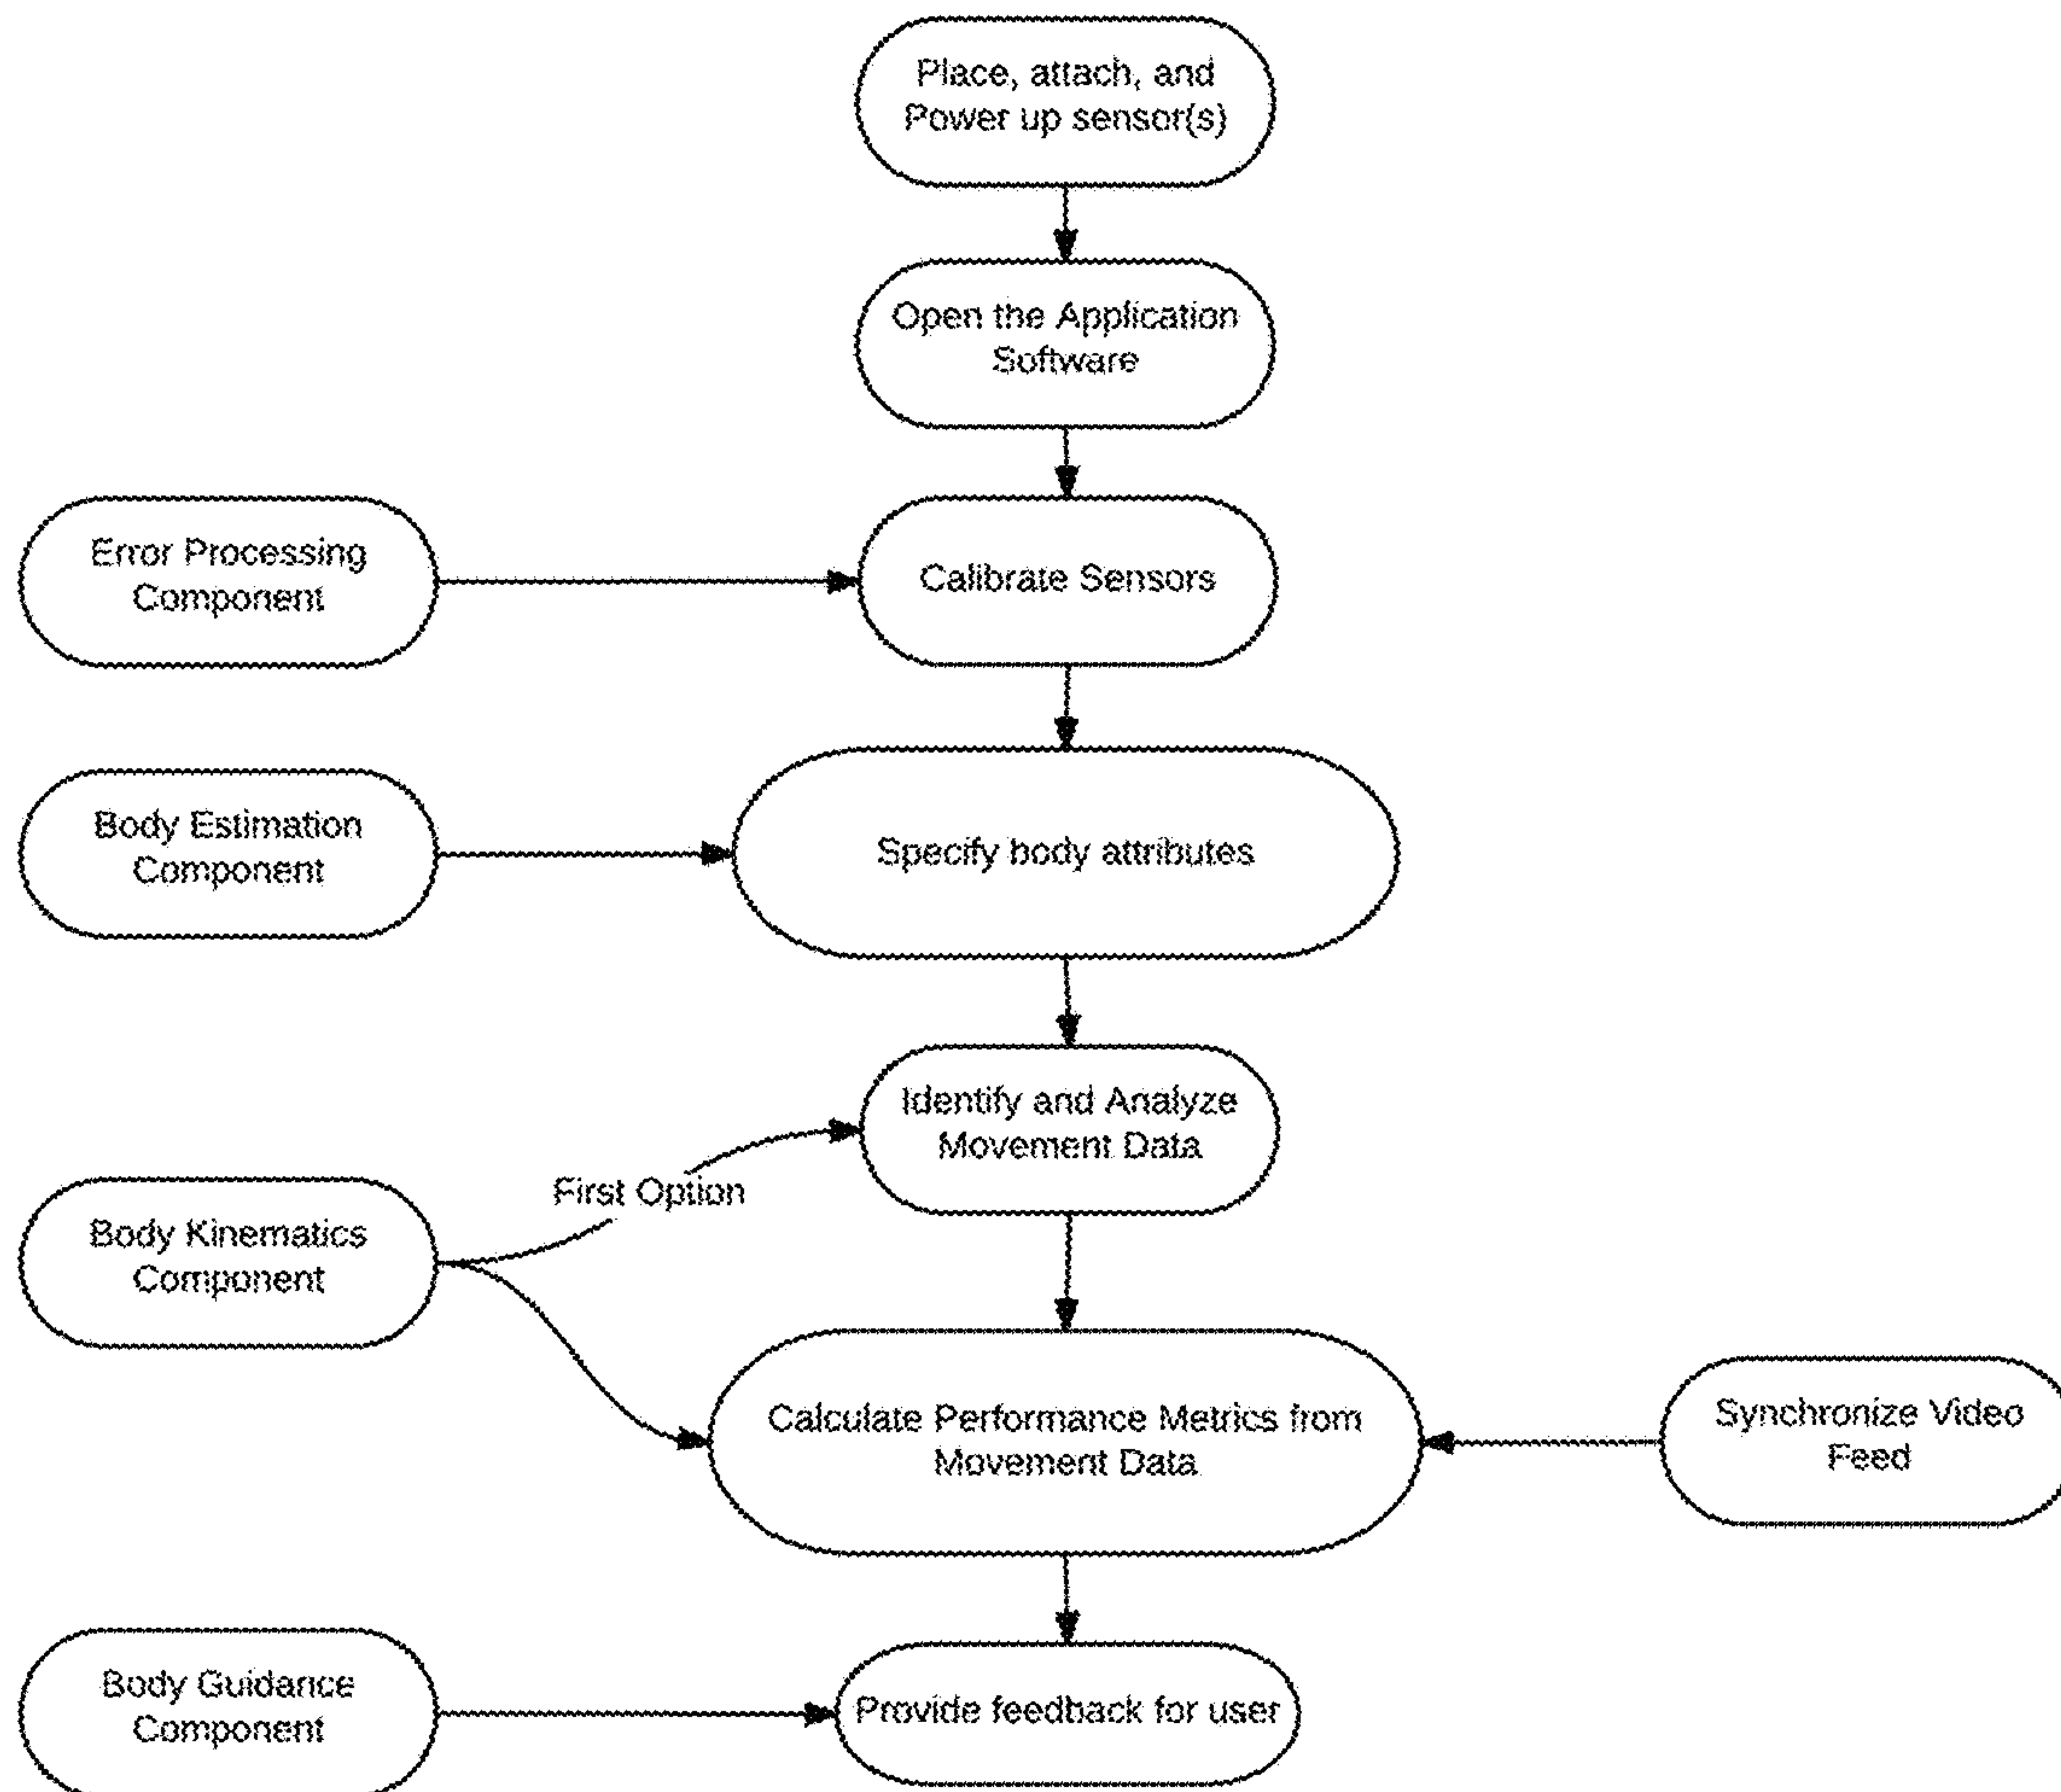 Place, attach, and
Power up sensor(s)
Open the Application
Software
Error Processing
Component
Calibrate Sensors
Body Estimation
Component
Specify body attributes
Identify and Analyze
Movement Data
First Option
Body Kinematics
Component
Calculate Performance Metrics from
Movement Data
Synchronize Video
Feed
Body Guidance
Component
Provide feedback for user